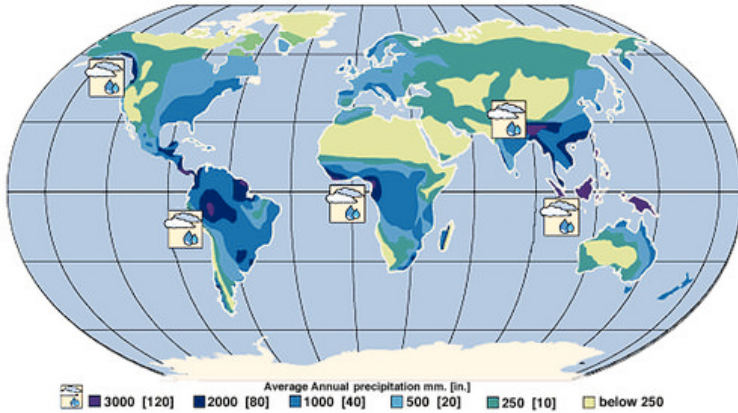 Average Annual precipitation mm. [in.]
3000 [120] 2000 [80] 1000 [40] 500 [20] 250 [10] below 250